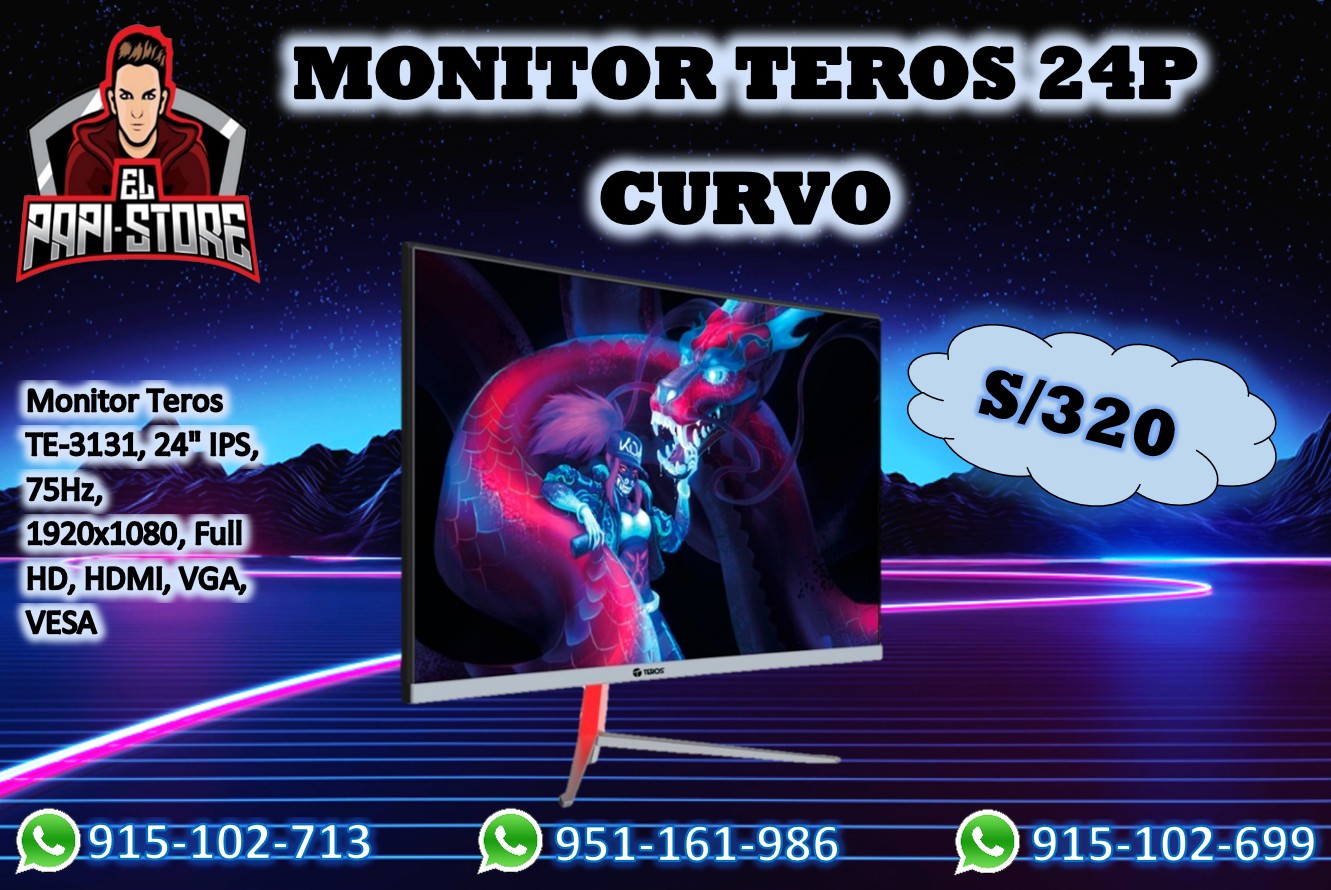 MONITOR TEROS 24P
CURVO
EL
PAPI-STORE
S/320
Monitor Teros
TE-3131, 24" IPS,
75Hz,
1920x1080, Full
HD, HDMI, VGA,
VESA
TEROS
915-102-713
951-161-986
915-102-699